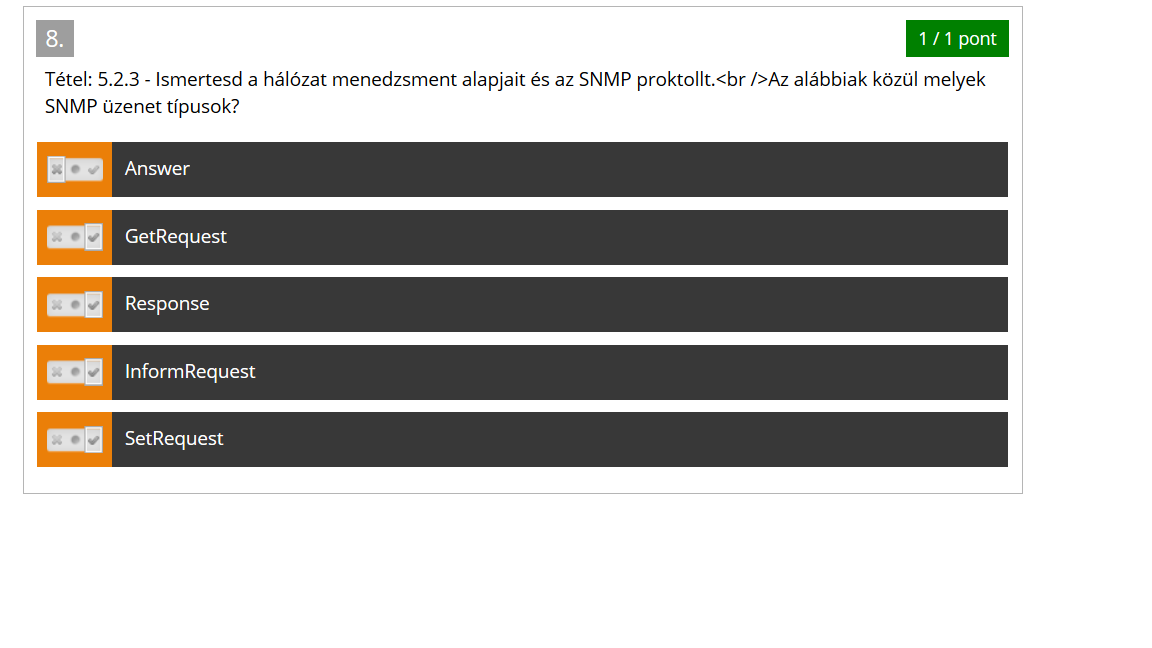 8.
1 / 1 pont
Tétel: 5.2.3 - Ismertesd a hálózat menedzsment alapjait és az SNMP proktollt.<br />Az alábbiak közül melyek
SNMP üzenet típusok?
Answer
GetRequest
Response
InformRequest
SetRequest